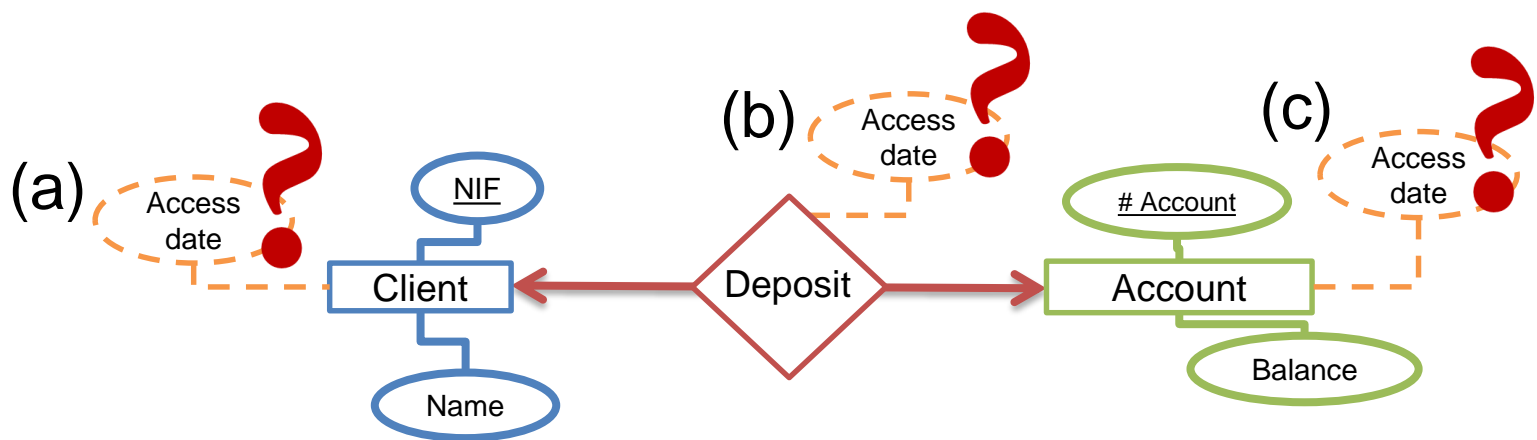 (a)
Access
date
?
NIF
Client
Name
(b)
Access
date
?
Deposit
(c)
Access
date
?
# Account
Account
Balance